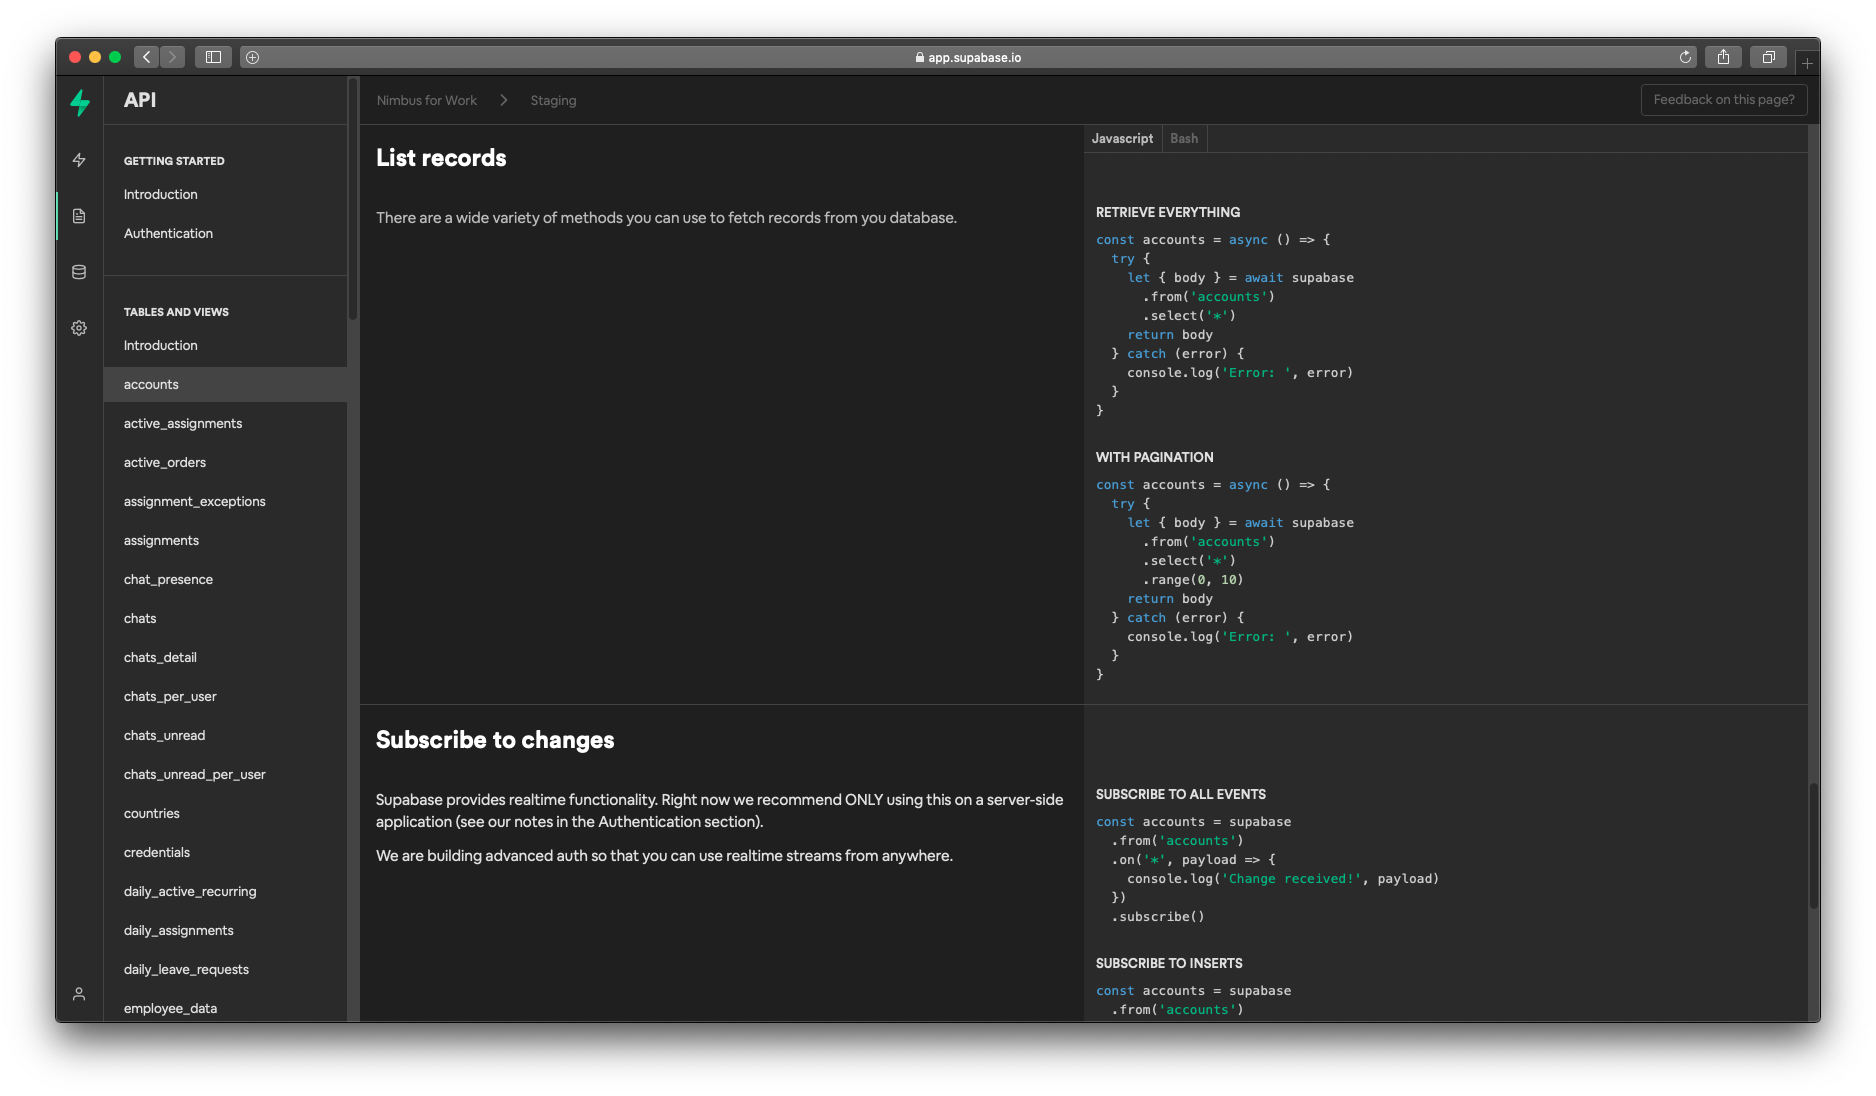 app.supabase.io
API
Nimbus for Work
Staging
Feedback on this page?
GETTING STARTED
Introduction
Authentication
TABLES AND VIEWS
Introduction
accounts
active_assignments
active_orders
assignment_exceptions
assignments
chat_presence
chats
chats_detail
chats_per_user
chats_unread
chats_unread_per_user
countries
credentials
daily_active_recurring
daily_assignments
daily_leave_requests
employee_data
List records
There are a wide variety of methods you can use to fetch records from you database.
Javascript
Bash
RETRIEVE EVERYTHING
const accounts = async () => {
  try {
    let { body } = await supabase
      .from('accounts')
      .select('*')
    return body
  } catch (error) {
    console.log('Error: ', error)
  }
}
WITH PAGINATION
const accounts = async () => {
  try {
    let { body } = await supabase
      .from('accounts')
      .select('*')
      .range(0, 10)
    return body
  } catch (error) {
    console.log('Error: ', error)
  }
}
Subscribe to changes
Supabase provides realtime functionality. Right now we recommend ONLY using this on a server-side
application (see our notes in the Authentication section).
We are building advanced auth so that you can use realtime streams from anywhere.
SUBSCRIBE TO ALL EVENTS
const accounts = supabase
  .from('accounts')
  .on('*', payload => {
    console.log('Change received!', payload)
  })
  .subscribe()
SUBSCRIBE TO INSERTS
const accounts = supabase
  .from('accounts')